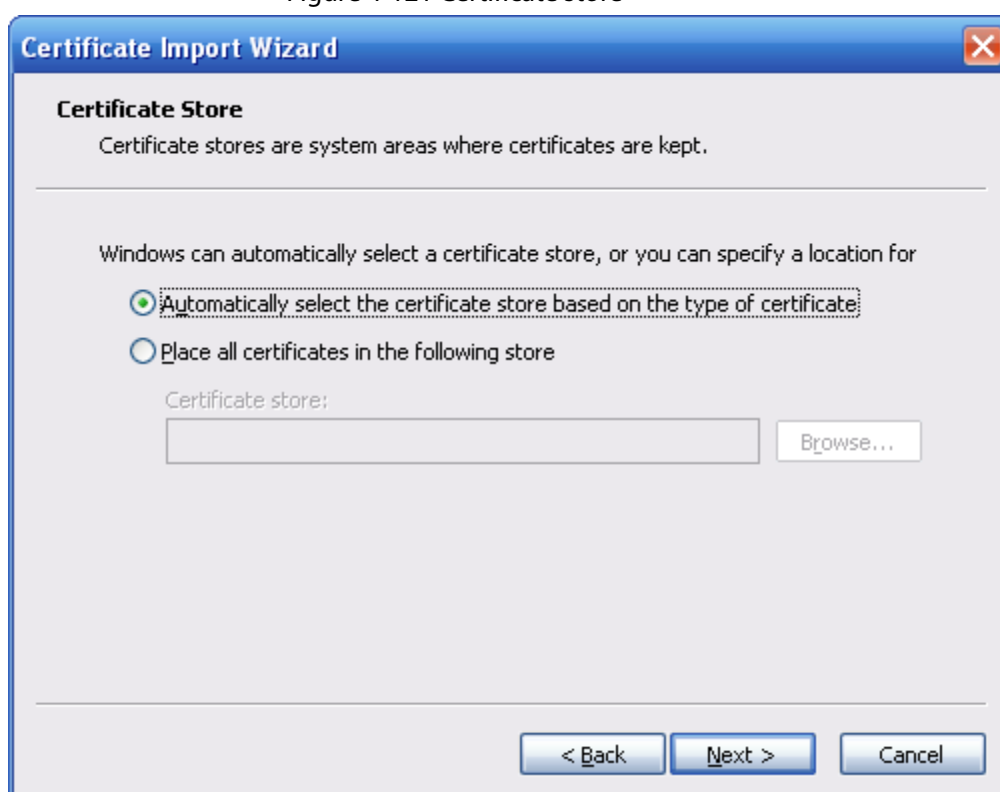 Certificate Import Wizard
Certificate Store
Certificate stores are system areas where certificates are kept.
Windows can automatically select a certificate store, or you can specify a location for
Automatically select the certificate store based on the type of certificate
Place all certificates in the following store
Certificate store:
Browse...
< Back Next > Cancel